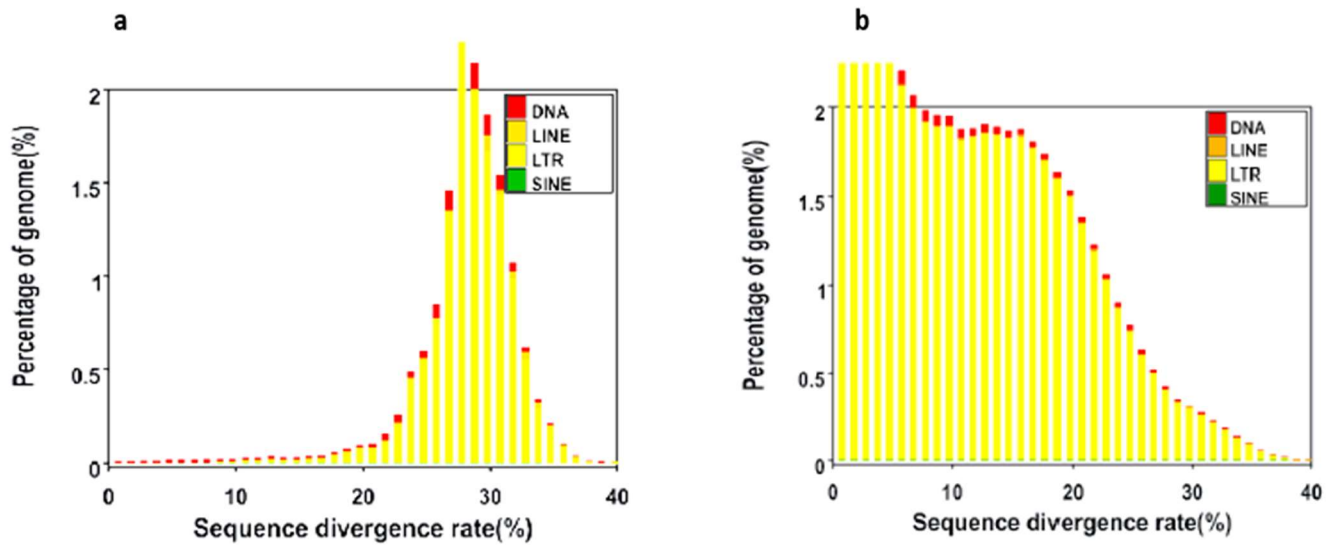 a
Percentage of genome(%)
2
1.5
1
0.5
0
0 10 20 30 40
Sequence divergence rate(%)
DNA
LINE
LTR
SINE
b
Percentage of genome(%)
2
1.5
1
0.5
0
0 10 20 30 40
Sequence divergence rate(%)
DNA
LINE
LTR
SINE